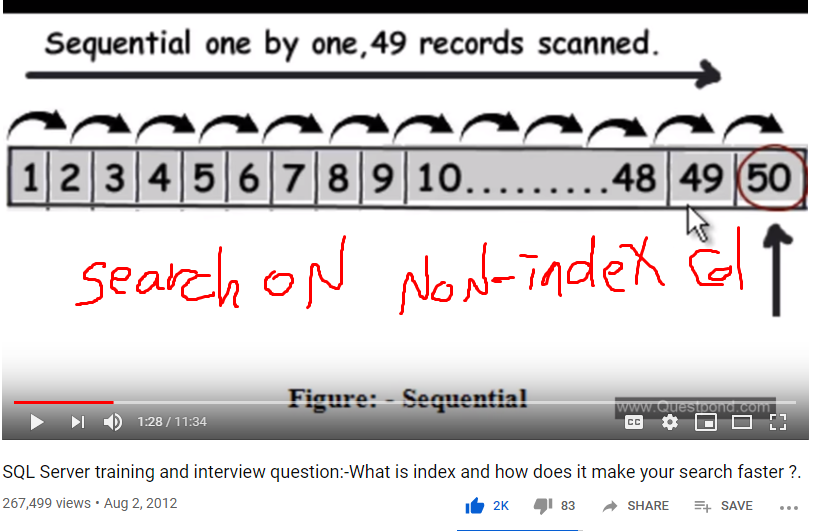 Sequential one by one,49 records scanned.
1 2 3 4 5 6 7 8 9 10.........48 49 50
Search ON NON-index Col
Figure: - Sequential
www.Questpond.com
1:28 / 11:34
CC
SQL Server training and interview question:-What is index and how does it make your search faster ?.
267,499 views • Aug 2, 2012
2K 83 SHARE SAVE